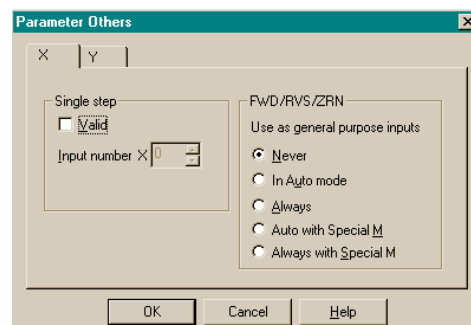 Parameter Others
X Y
Single step
Valid
Input number X 0
FWD/RVS/ZRN
Use as general purpose inputs
Never
In Auto mode
Always
Auto with Special M
Always with Special M
OK Cancel Help